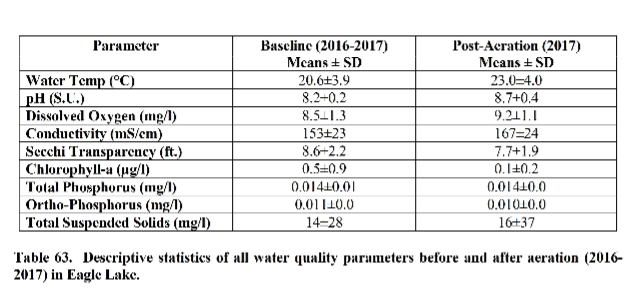 Parameter Baseline (2016-2017) Post-Aeration (2017)
Means ± SD Means ± SD
Water Temp (°C) 20.6±3.9 23.0±4.0
pH (S.U.) 8.2±0.2 8.7±0.4
Dissolved Oxygen (mg/l) 8.5±1.3 9.2±1.1
Conductivity (mS/cm) 153±23 167±24
Secchi Transparency (ft.) 8.6±2.2 7.7±1.9
Chlorophyll-a (µg/l) 0.5±0.9 0.1±0.2
Total Phosphorus (mg/l) 0.014±0.01 0.014±0.0
Ortho-Phosphorus (mg/l) 0.011±0.0 0.010±0.0
Total Suspended Solids (mg/l) 14±28 16±37
Table 63. Descriptive statistics of all water quality parameters before and after aeration (2016-
2017) in Eagle Lake.